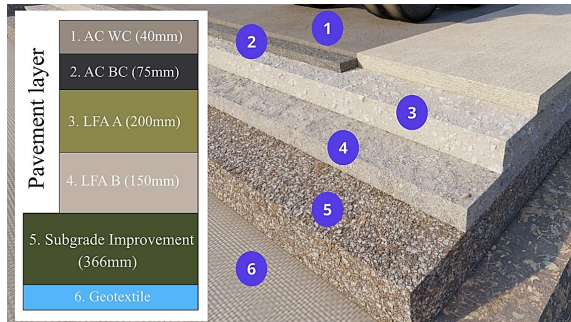 Pavement layer
1. AC WC (40mm)
2. AC BC (75mm)
3. LFA A (200mm)
4. LFA B (150mm)
5. Subgrade Improvement
(366mm)
6. Geotextile
1
2
3
4
5
6